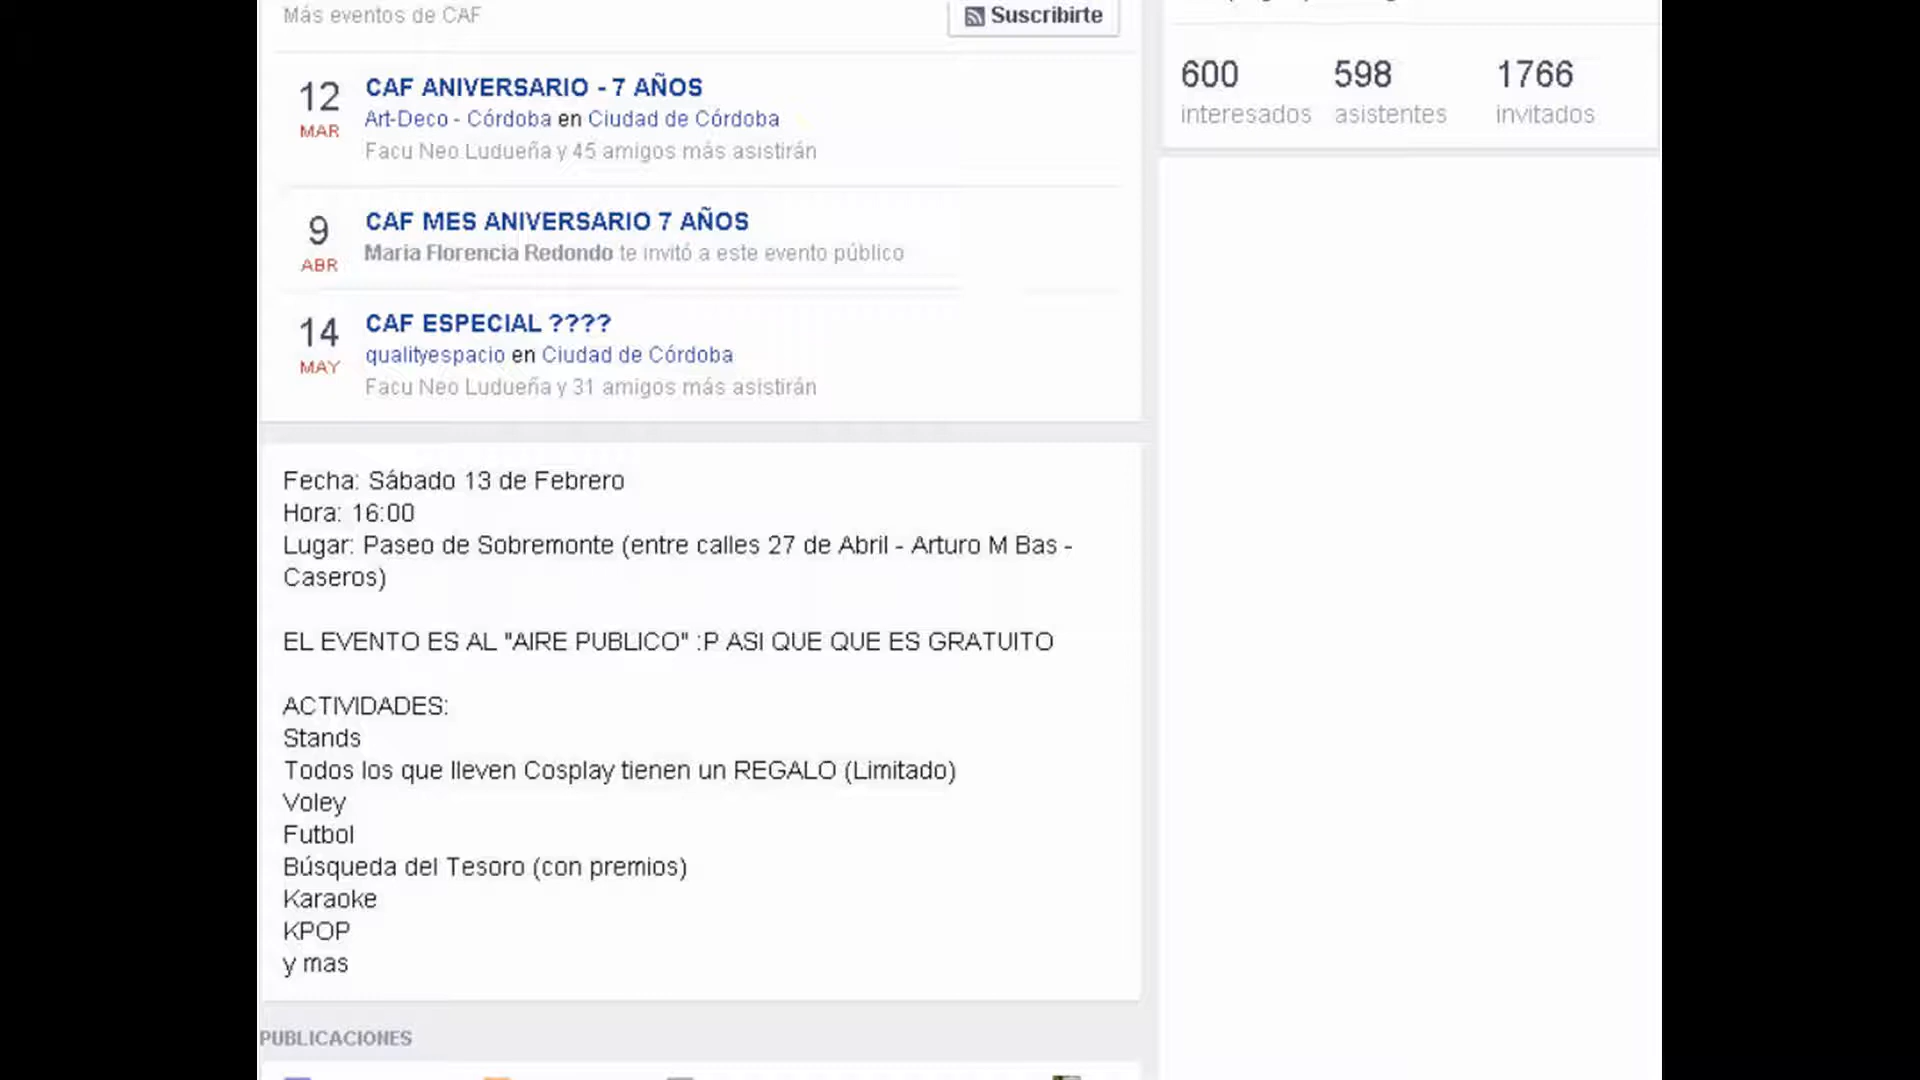 Más eventos de CAF
Suscribirte
12
MAR
CAF ANIVERSARIO - 7 AÑOS
Art-Deco - Córdoba en Ciudad de Córdoba
Facu Neo Ludueña y 45 amigos más asistirán
9
ABR
CAF MES ANIVERSARIO 7 AÑOS
Maria Florencia Redondo te invitó a este evento público
14
MAY
CAF ESPECIAL ????
qualityespacio en Ciudad de Córdoba
Facu Neo Ludueña y 31 amigos más asistirán
Fecha: Sábado 13 de Febrero
Hora: 16:00
Lugar: Paseo de Sobremonte (entre calles 27 de Abril - Arturo M Bas -
Caseros)
EL EVENTO ES AL "AIRE PUBLICO" :P ASI QUE QUE ES GRATUITO
ACTIVIDADES:
Stands
Todos los que lleven Cosplay tienen un REGALO (Limitado)
Voley
Futbol
Búsqueda del Tesoro (con premios)
Karaoke
KPOP
y mas
PUBLICACIONES
600 598 1766
interesados asistentes invitados